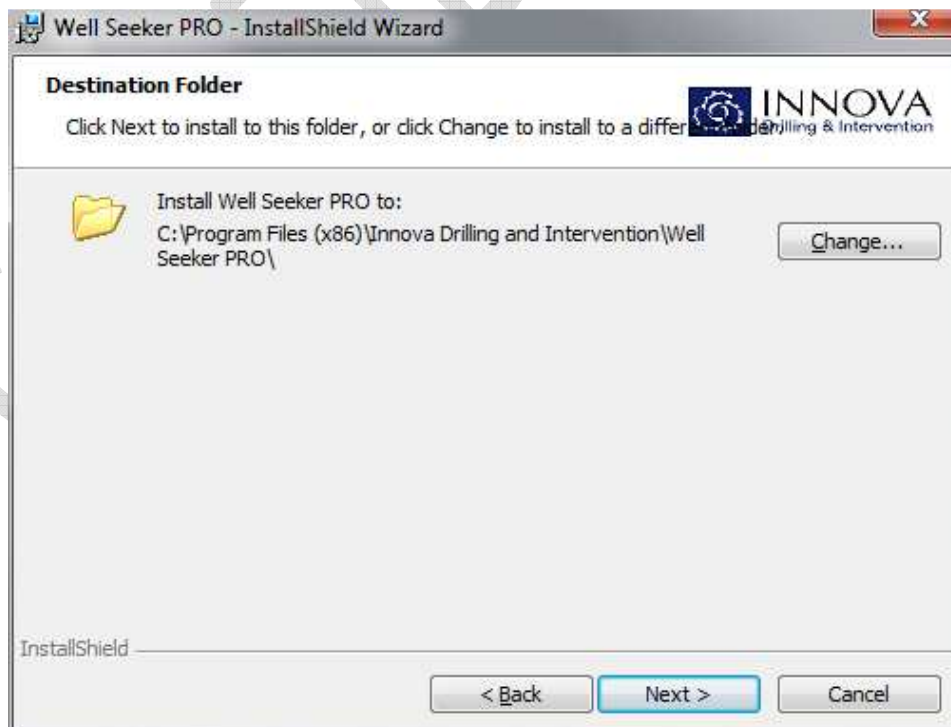 Well Seeker PRO - InstallShield Wizard
Destination Folder
Click Next to install to this folder, or click Change to install to a differ
INNOVA
Drilling & Intervention
Install Well Seeker PRO to:
C:\Program Files (x86)\Innova Drilling and Intervention\Well
Seeker PRO\
Change...
InstallShield
< Back
Next >
Cancel